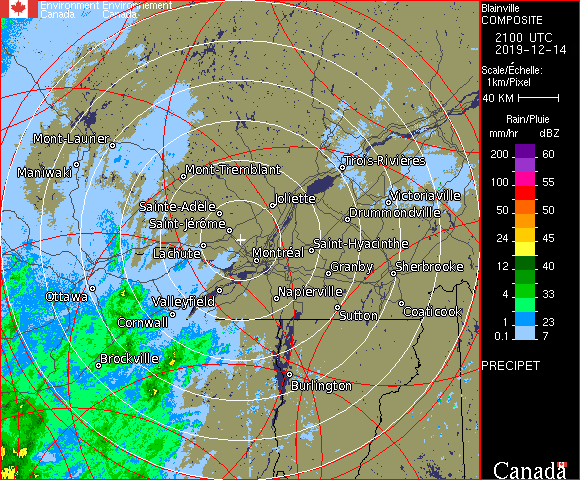 Environment Environnement
Canada Canada
Blainville
COMPOSITE
2100 UTC
2019-12-14
Scale/Échelle:
1km/Pixel
40 KM
Rain/Pluie
mm/hr dBZ
200 60
100 55
50 50
24 45
12 40
4 33
1 23
0.1 7
PRECIPET
Mont-Laurier
Maniwaki
Mont-Tremblant
Trois-Rivières
Joliette
Victoriaville
Sainte-Adèle
Drummondville
Saint-Jérôme
Saint-Hyacinthe
Lachute
Montréal
Granby
Sherbrooke
Ottawa
Valleyfield
Napierville
Coaticook
Cornwall
Sutton
Brockville
Burlington
Canada